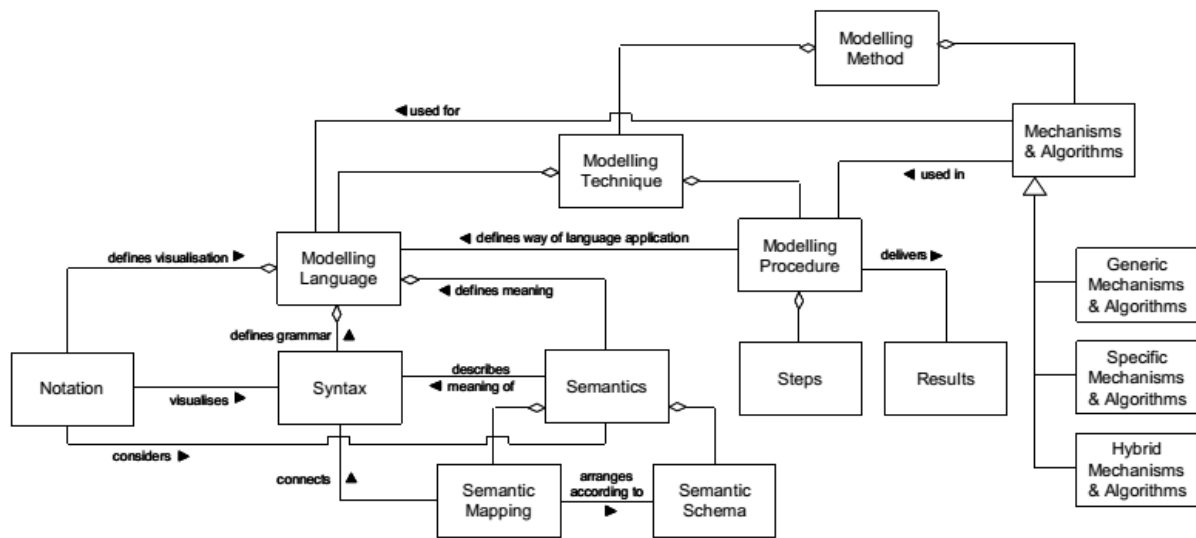 Modelling
Method
◄ used for
Mechanisms
& Algorithms
Modelling
Technique
◄ used in
◄ defines way of language application
Modelling
Language
Modelling
Procedure
defines visualisation ►
delivers ►
◄ defines meaning
Generic
Mechanisms
& Algorithms
defines grammar ▲
Notation
Syntax
describes
◄ meaning of
Semantics
Steps
Results
Specific
Mechanisms
& Algorithms
visualises ►
considers ►
connects ▲
Semantic
Mapping
arranges
according to
►
Semantic
Schema
Hybrid
Mechanisms
& Algorithms